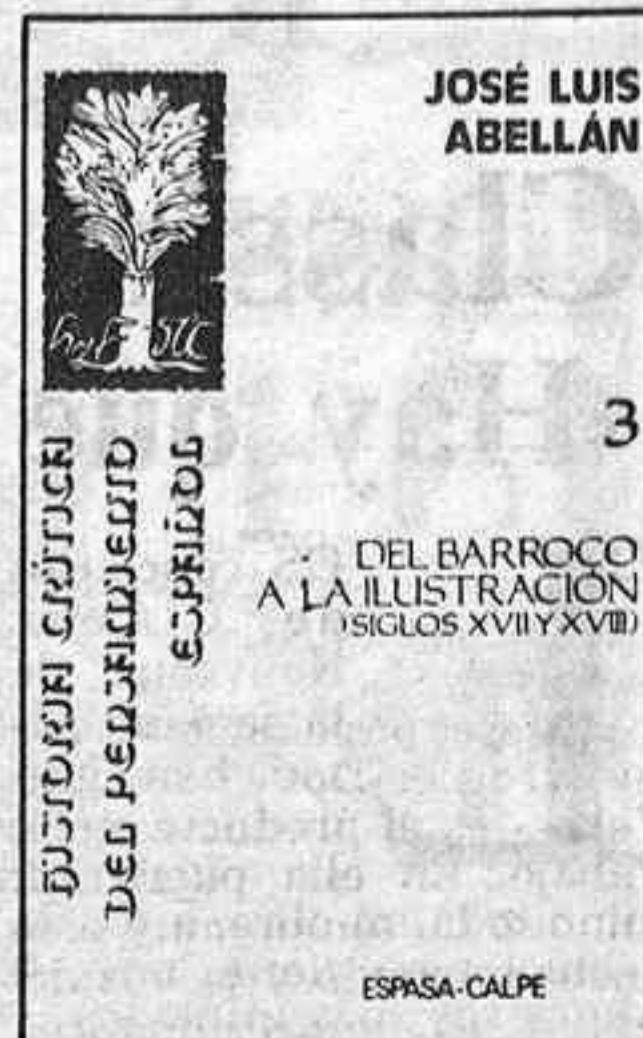 JOSÉ LUIS
ABELLÁN
HISTORIA CRÍTICA
DEL PENSAMIENTO
ESPAÑOL
3
DEL BARROCO
A LA ILUSTRACIÓN
(SIGLOS XVII Y XVIII)
ESPASA-CALPE